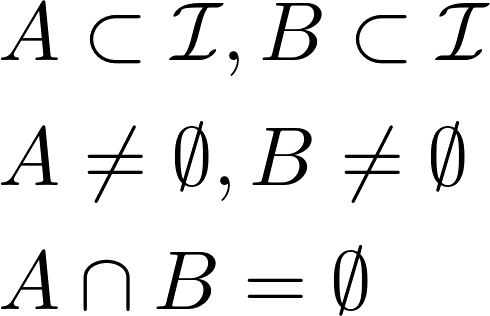 A ⊂ ℐ, B ⊂ ℐ
A ≠ ∅, B ≠ ∅
A ∩ B = ∅